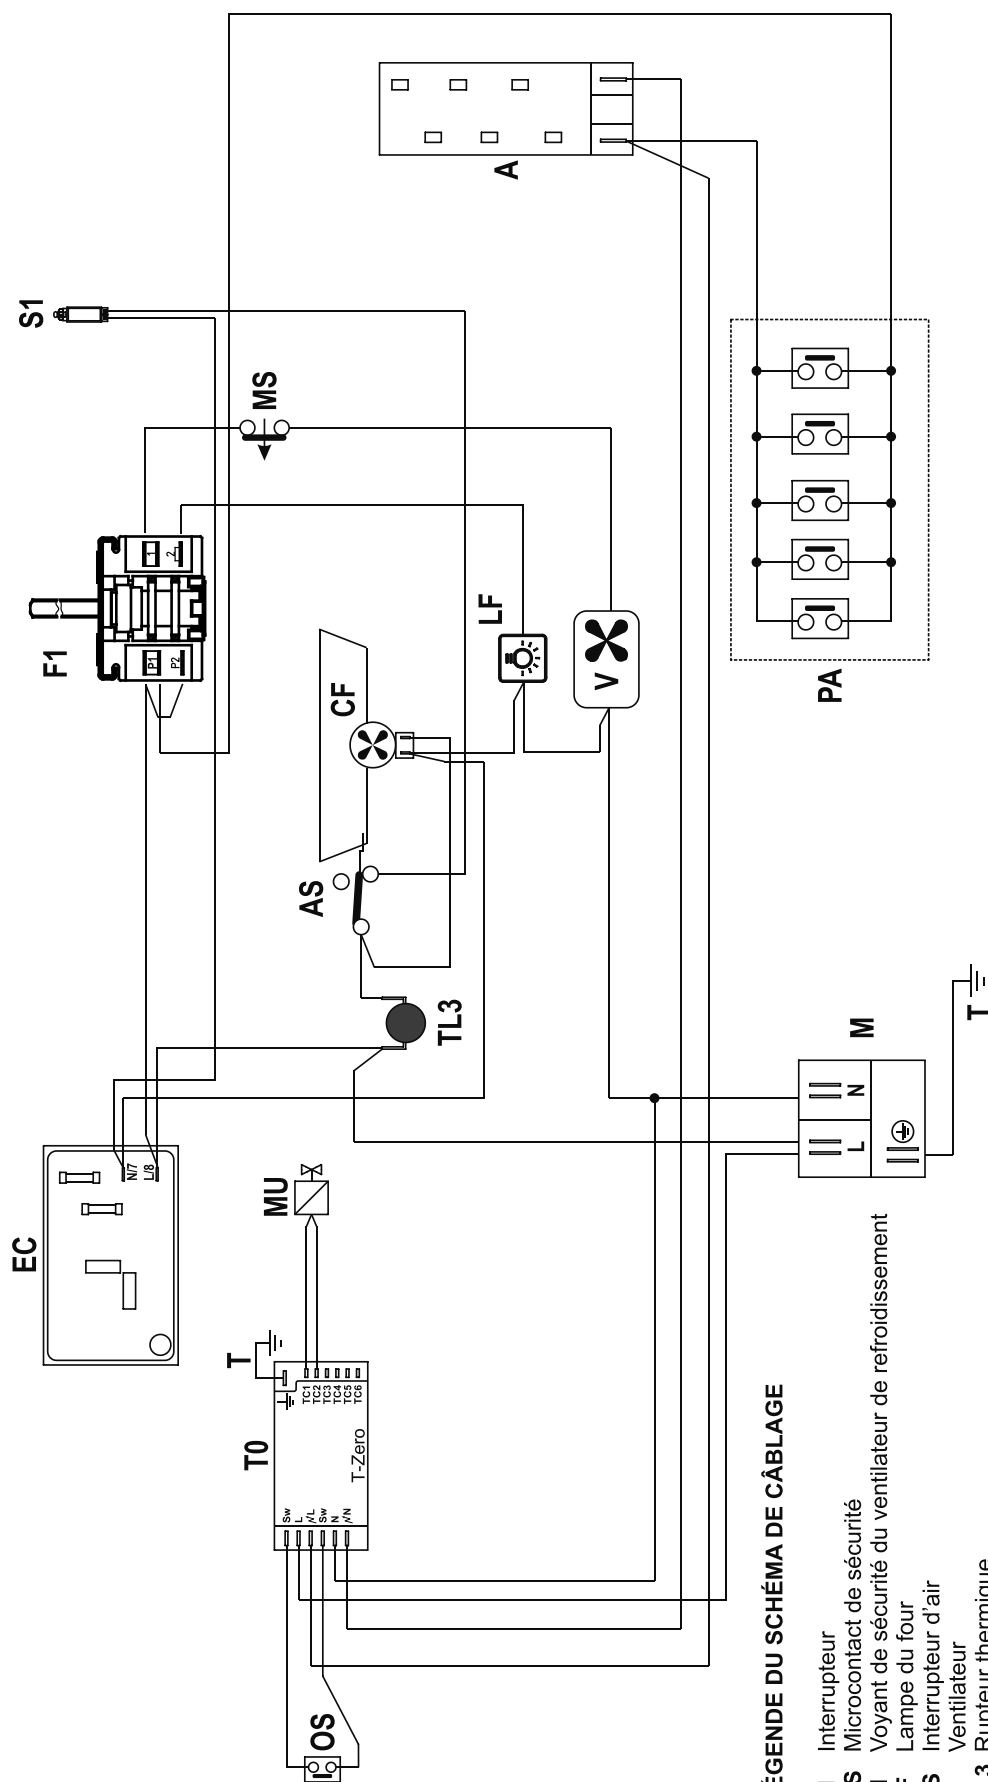 S1
A
MS
F1
P1
P2
1
2
LF
CF
V
PA
AS
TL3
M
N
L
T
EC
N/7
L/8
MU
T
T0
T-Zero
TC1
TC2
TC3
TC4
TC5
TC6
Sw
L
L
Sw
N
N
OS
ÉGENDE DU SCHÉMA DE CÂBLAGE
Interrupteur
S Microcontact de sécurité
Voyant de sécurité du ventilateur de refroidissement
Lampe du four
S Interrupteur d'air
Ventilateur
3 Rupteur thermique